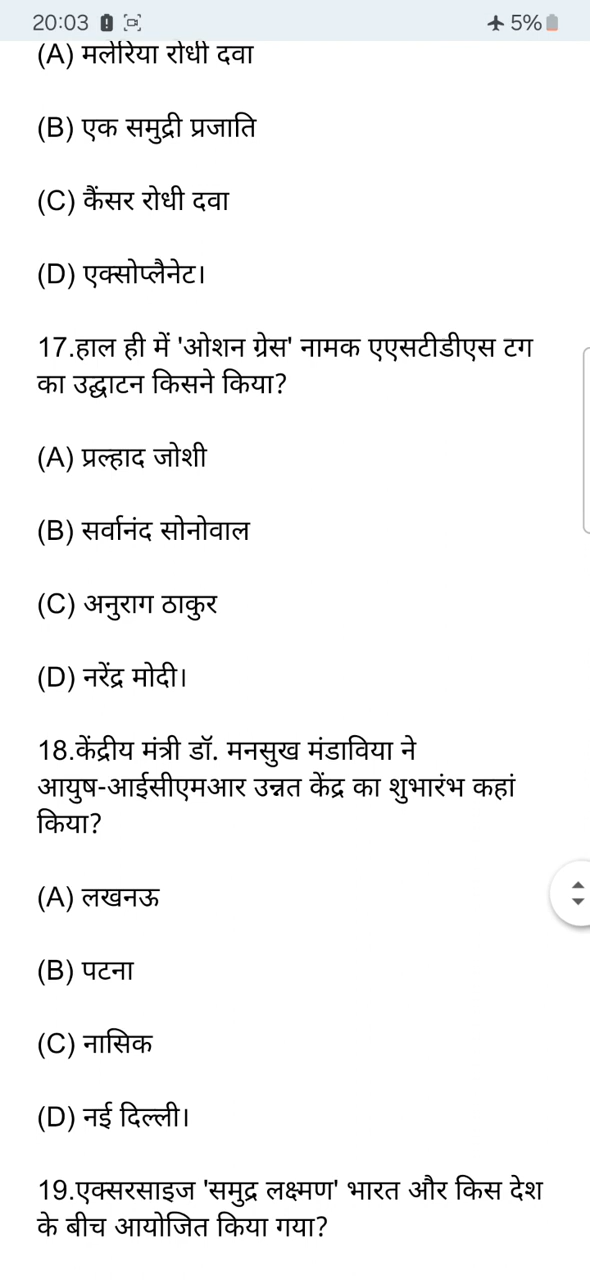 20:03 5%
(A) मलेरिया रोधी दवा
(B) एक समुद्री प्रजाति
(C) कैंसर रोधी दवा
(D) एक्सोप्लैनेट।
17.हाल ही में 'ओशन ग्रेस' नामक एएसटीडीएस टग
का उद्घाटन किसने किया?
(A) प्रल्हाद जोशी
(B) सर्वानंद सोनोवाल
(C) अनुराग ठाकुर
(D) नरेंद्र मोदी।
18.केंद्रीय मंत्री डॉ. मनसुख मंडाविया ने
आयुष-आईसीएमआर उन्नत केंद्र का शुभारंभ कहां
किया?
(A) लखनऊ
(B) पटना
(C) नासिक
(D) नई दिल्ली।
19.एक्सरसाइज 'समुद्र लक्ष्मण' भारत और किस देश
के बीच आयोजित किया गया?